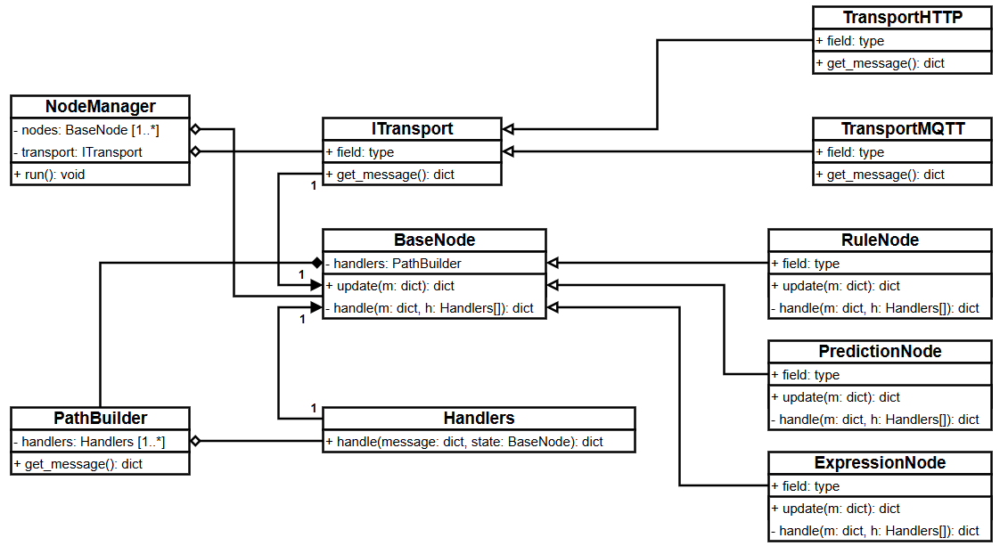 TransportHTTP
+ field: type
+ get_message(): dict
NodeManager
- nodes: BaseNode [1..*]
- transport: ITransport
+ run(): void
ITransport
+ field: type
+ get_message(): dict
1
TransportMQTT
+ field: type
+ get_message(): dict
BaseNode
- handlers: PathBuilder
1
+ update(m: dict): dict
- handle(m: dict, h: Handlers[]): dict
1
RuleNode
+ field: type
+ update(m: dict): dict
- handle(m: dict, h: Handlers[]): dict
PredictionNode
+ field: type
+ update(m: dict): dict
- handle(m: dict, h: Handlers[]): dict
PathBuilder
- handlers: Handlers [1..*]
+ get_message(): dict
1
Handlers
+ handle(message: dict, state: BaseNode): dict
ExpressionNode
+ field: type
+ update(m: dict): dict
- handle(m: dict, h: Handlers[]): dict